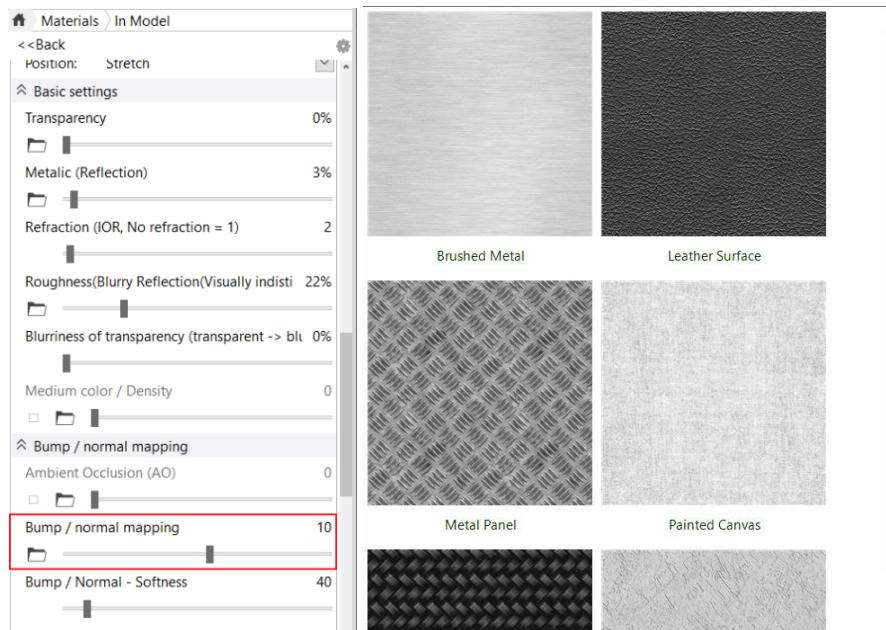 Materials In Model
<<Back
Position: Stretch
Basic settings
Transparency 0%
Metalic (Reflection) 3%
Refraction (IOR, No refraction = 1) 2
Roughness(Blurry Reflection(Visually indisti 22%
Blurriness of transparency (transparent -> blu 0%
Medium color / Density 0
Bump / normal mapping
Ambient Occlusion (AO) 0
Bump / normal mapping 10
Bump / Normal - Softness 40
Brushed Metal Leather Surface
Metal Panel Painted Canvas